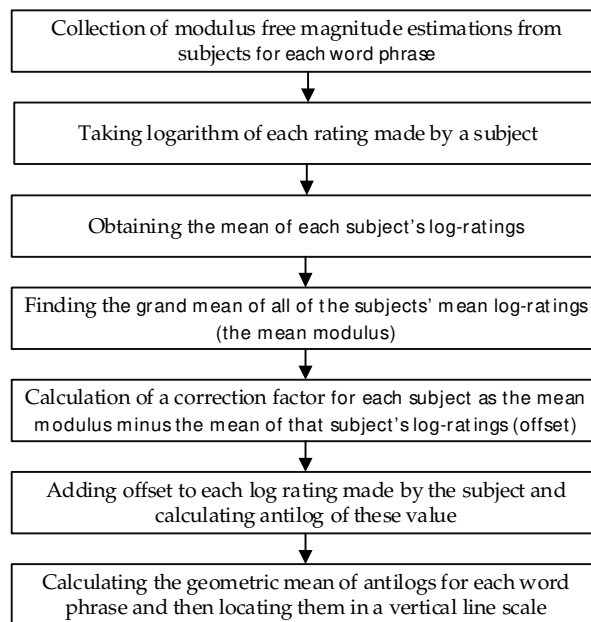 Collection of modulus free magnitude estimations from
subjects for each word phrase
Taking logarithm of each rating made by a subject
Obtaining the mean of each subject's log-ratings
Finding the grand mean of all of the subjects' mean log-ratings
(the mean modulus)
Calculation of a correction factor for each subject as the mean
modulus minus the mean of that subject's log-ratings (offset)
Adding offset to each log rating made by the subject and
calculating antilog of these value
Calculating the geometric mean of antilogs for each word
phrase and then locating them in a vertical line scale